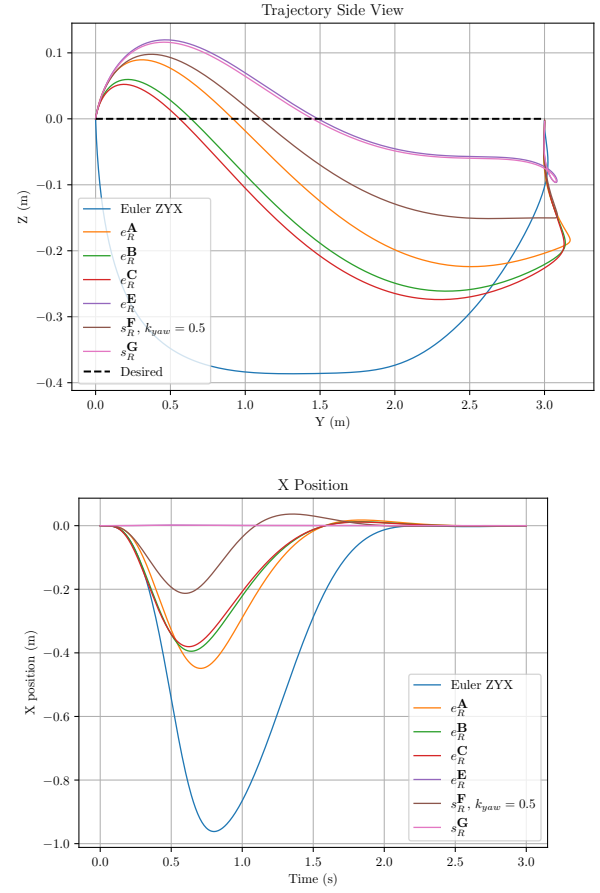 Trajectory Side View
0.1
0.0
−0.1
−0.2
−0.3
−0.4
Z (m)
Euler ZYX
e_R^A
e_R^B
e_R^C
e_R^E
s_R^F, k_{yaw} = 0.5
s_R^G
Desired
0.0 0.5 1.0 1.5 2.0 2.5 3.0
Y (m)
X Position
0.0
−0.2
−0.4
−0.6
−0.8
−1.0
X position (m)
Euler ZYX
e_R^A
e_R^B
e_R^C
e_R^E
s_R^F, k_{yaw} = 0.5
s_R^G
0.0 0.5 1.0 1.5 2.0 2.5 3.0
Time (s)